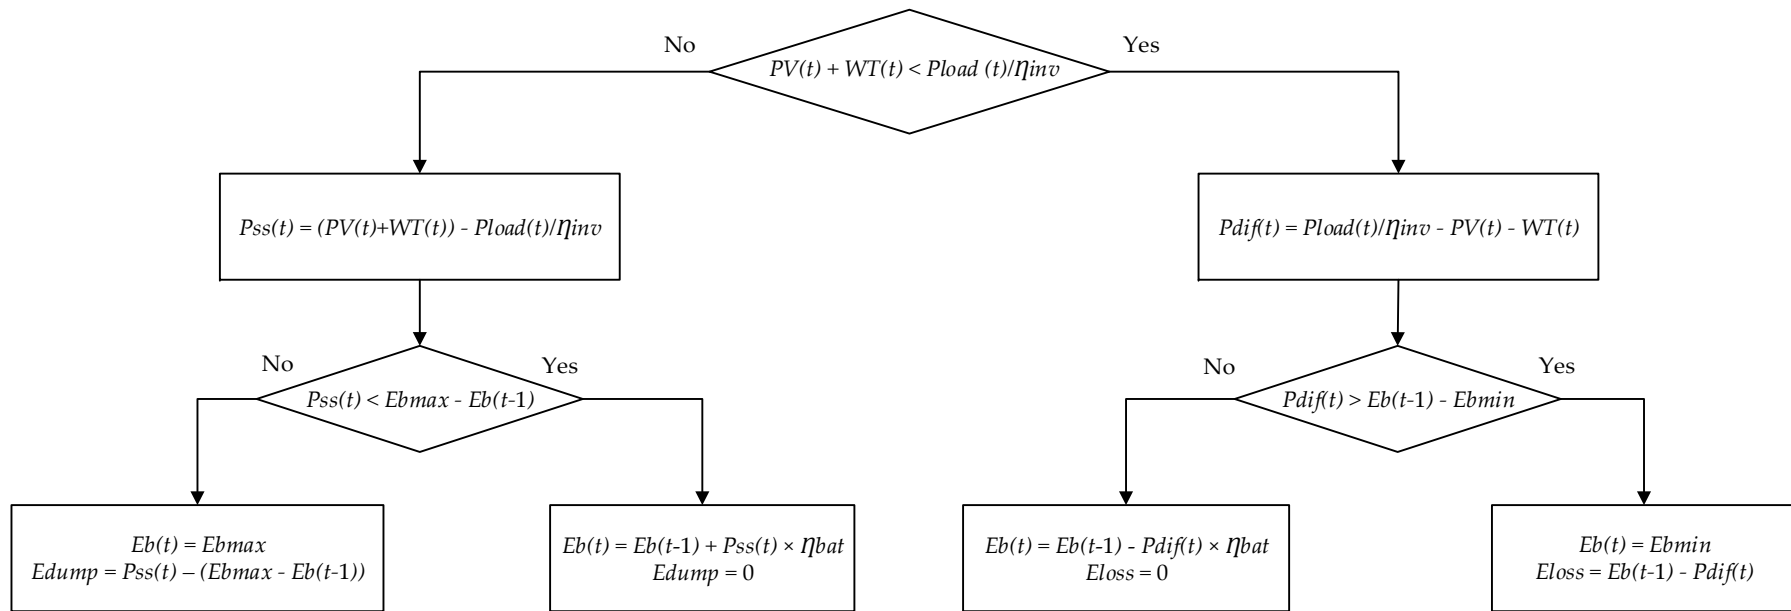 No
Yes
PV(t) + WT(t) < Pload (t)/ηinv
Pss(t) = (PV(t)+WT(t)) - Pload(t)/ηinv
Pdif(t) = Pload(t)/ηinv - PV(t) - WT(t)
No
Yes
Pss(t) < Ebmax - Eb(t-1)
No
Yes
Pdif(t) > Eb(t-1) - Ebmin
Eb(t) = Ebmax
Edump = Pss(t) – (Ebmax - Eb(t-1))
Eb(t) = Eb(t-1) + Pss(t) × ηbat
Edump = 0
Eb(t) = Eb(t-1) - Pdif(t) × ηbat
Eloss = 0
Eb(t) = Ebmin
Eloss = Eb(t-1) - Pdif(t)